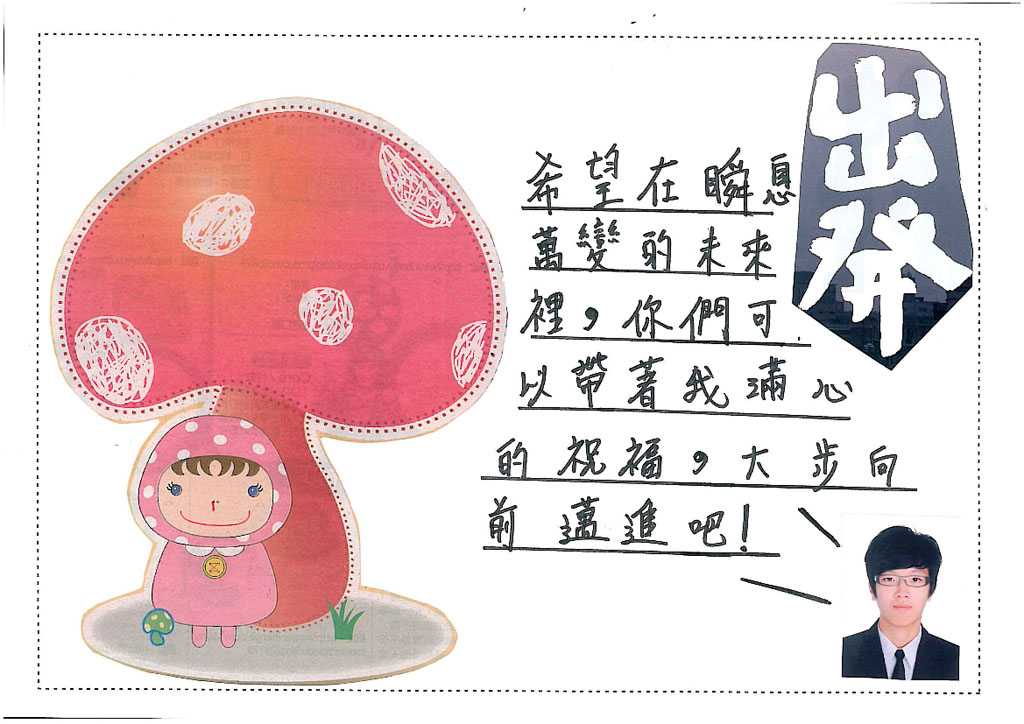 出發
希望在瞬息
萬變的未來
裡，你們可
以帶著我滿心
的祝福，大步向
前邁進吧！